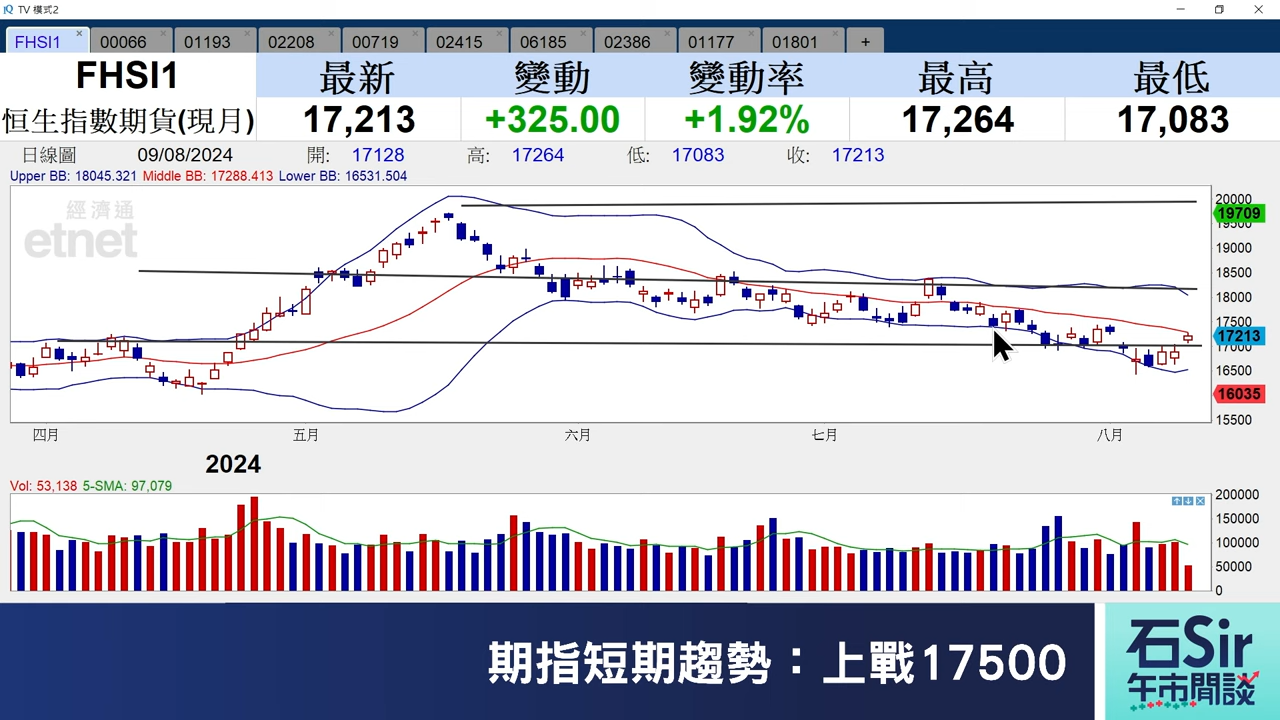 TV 模式2
FHSI1 00066 01193 02208 00719 02415 06185 02386 01177 01801 +
FHSI1 最新 變動 變動率 最高 最低
恒生指數期貨(現月) 17,213 +325.00 +1.92% 17,264 17,083
日線圖 09/08/2024 開: 17128 高: 17264 低: 17083 收: 17213
Upper BB: 18045.321 Middle BB: 17288.413 Lower BB: 16531.504
經濟通
etnet
20000
19709
19500
19000
18500
18000
17500
17213
17000
16500
16035
15500
四月 五月 六月 七月 八月
2024
Vol: 53,138 5-SMA: 97,079
200000
150000
100000
50000
0
期指短期趨勢：上戰17500
石Sir
午市閒談